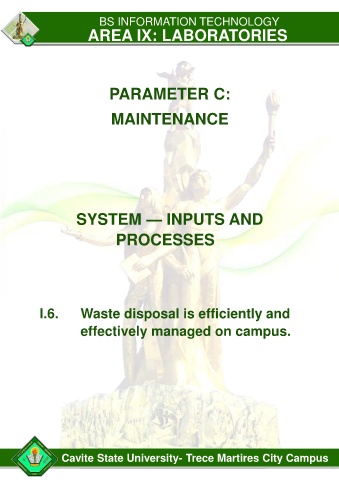 BS INFORMATION TECHNOLOGY
AREA IX: LABORATORIES
PARAMETER C:
MAINTENANCE
SYSTEM — INPUTS AND
PROCESSES
I.6. Waste disposal is efficiently and
effectively managed on campus.
Cavite State University- Trece Martires City Campus